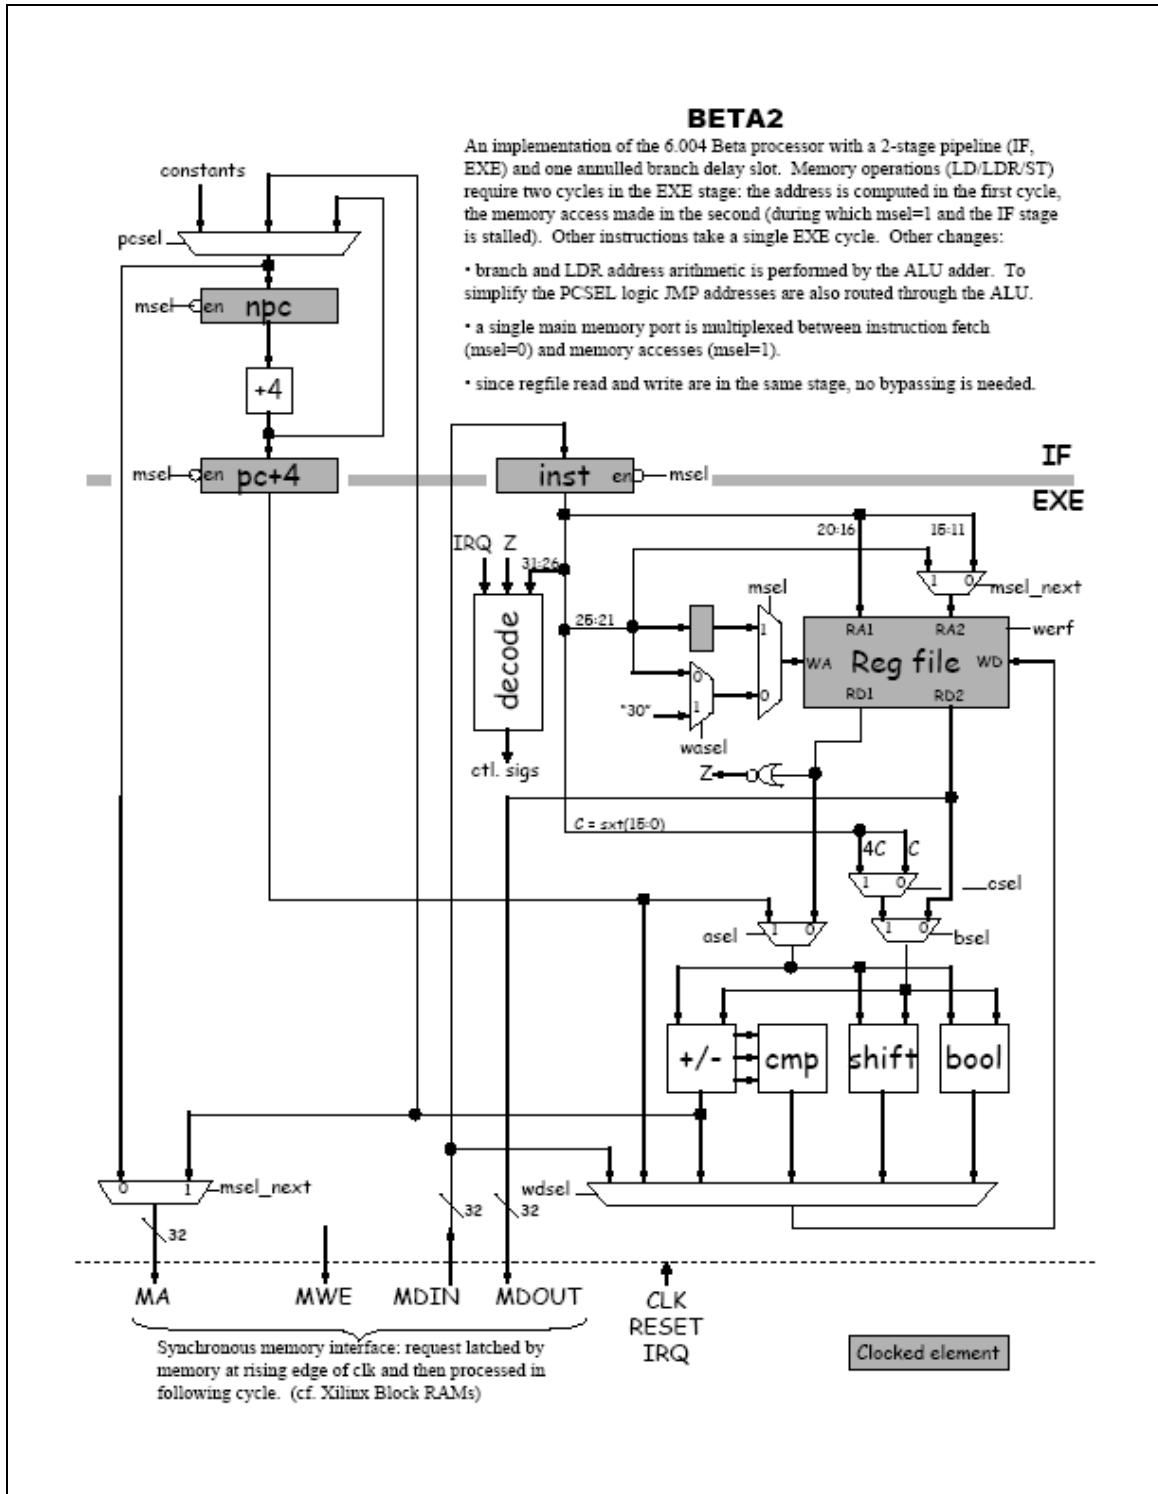 BETA2
An implementation of the 6.004 Beta processor with a 2-stage pipeline (IF,
EXE) and one annulled branch delay slot. Memory operations (LD/LDR/ST)
require two cycles in the EXE stage: the address is computed in the first cycle,
the memory access made in the second (during which msel=1 and the IF stage
is stalled). Other instructions take a single EXE cycle. Other changes:
• branch and LDR address arithmetic is performed by the ALU adder. To
simplify the PCSEL logic JMP addresses are also routed through the ALU.
• a single main memory port is multiplexed between instruction fetch
(msel=0) and memory accesses (msel=1).
• since regfile read and write are in the same stage, no bypassing is needed.
constants
pcsel
msel
en
npc
+4
msel
en
pc+4
inst
en
msel
IF
EXE
20:16
15:11
IRQ
Z
31:26
1
0
msel_next
msel
25:21
1
RA1
RA2
werf
decode
WA
Reg file
WD
0
1
0
RD1
RD2
"30"
wasel
ctl. sigs
Z
C = sxt(15:0)
4C
C
1
0
csel
asel
1
0
1
0
bsel
+/-
cmp
shift
bool
0
1
msel_next
wdsel
32
32
32
MA
MWE
MDIN
MDOUT
CLK
RESET
IRQ
Synchronous memory interface: request latched by
memory at rising edge of clk and then processed in
following cycle. (cf. Xilinx Block RAMs)
Clocked element